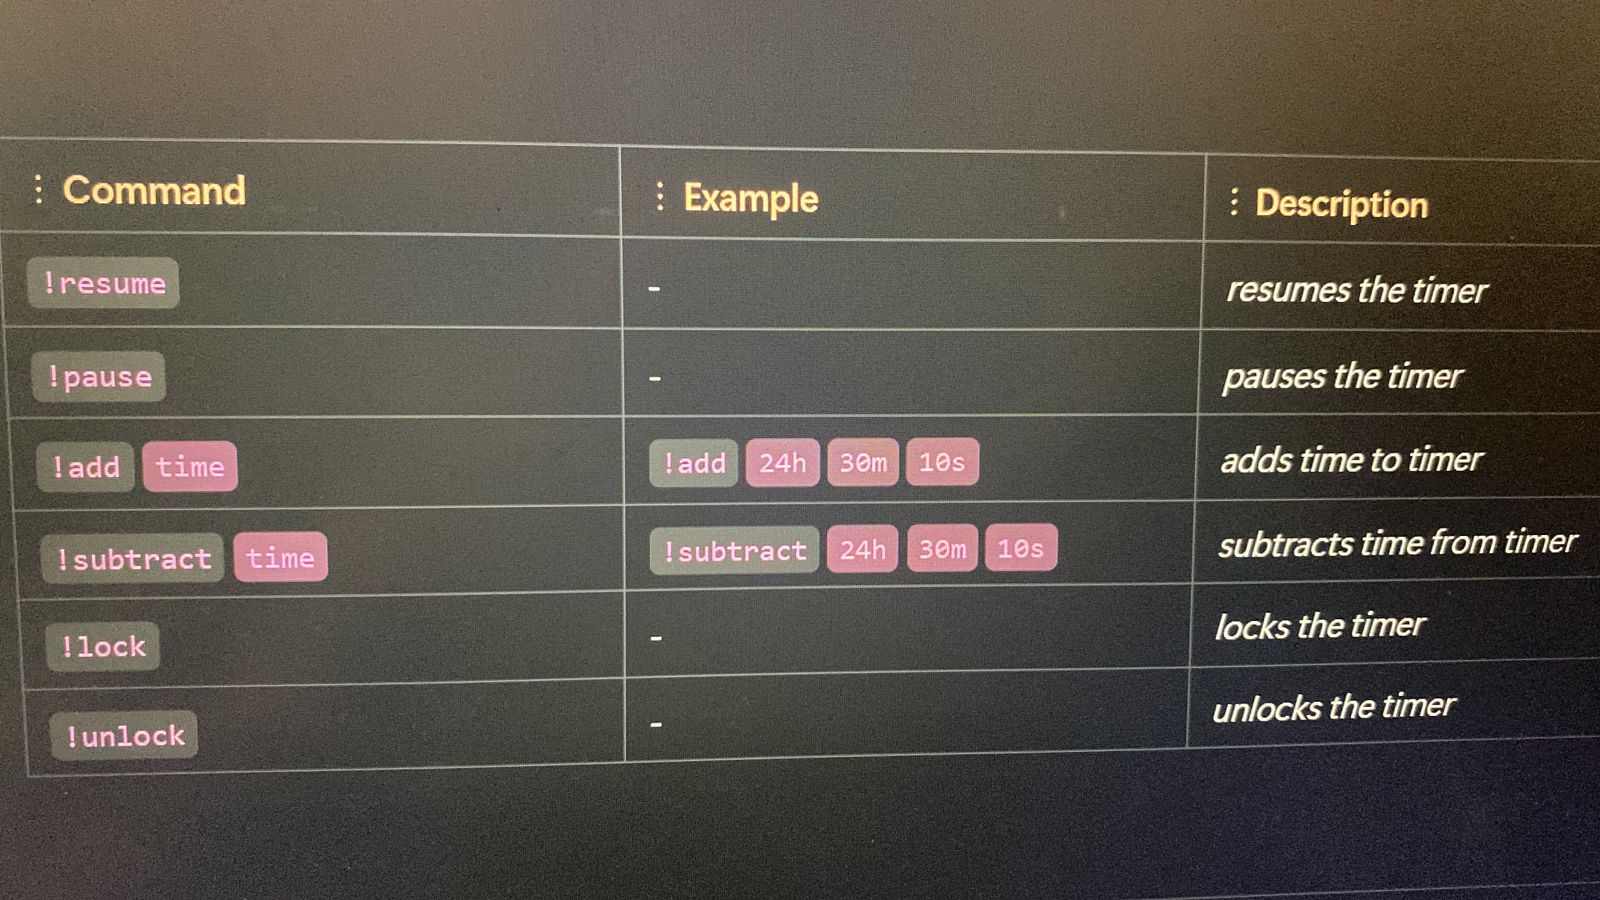 Command Example Description
!resume - resumes the timer
!pause - pauses the timer
!add time !add 24h 30m 10s adds time to timer
!subtract time !subtract 24h 30m 10s subtracts time from timer
!lock - locks the timer
!unlock - unlocks the timer